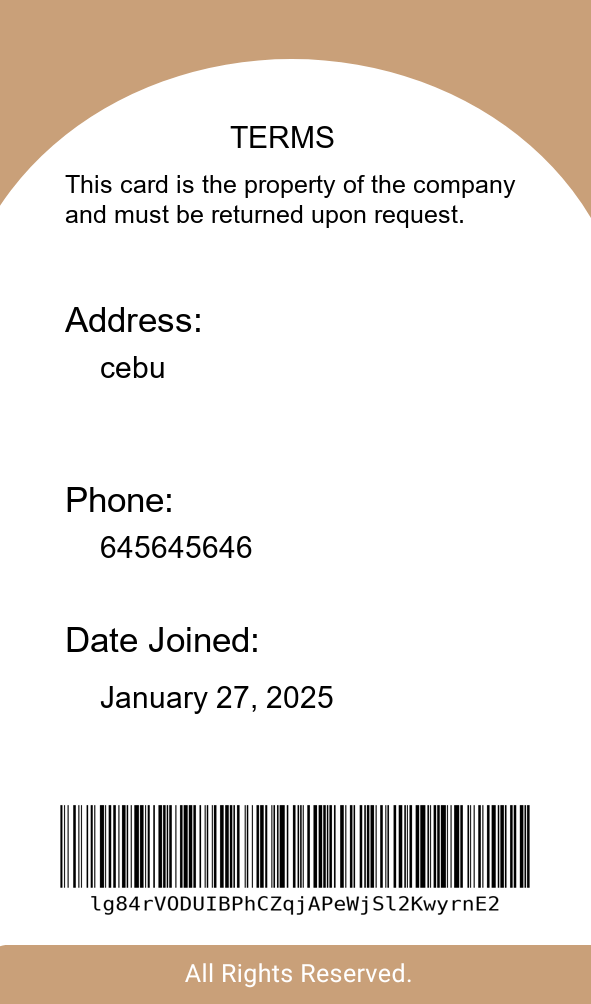 TERMS
This card is the property of the company
and must be returned upon request.
Address:
cebu
Phone:
645645646
Date Joined:
January 27, 2025
lg84rVODUIBPhCZqjAPeWjSl2KwyrnE2
All Rights Reserved.